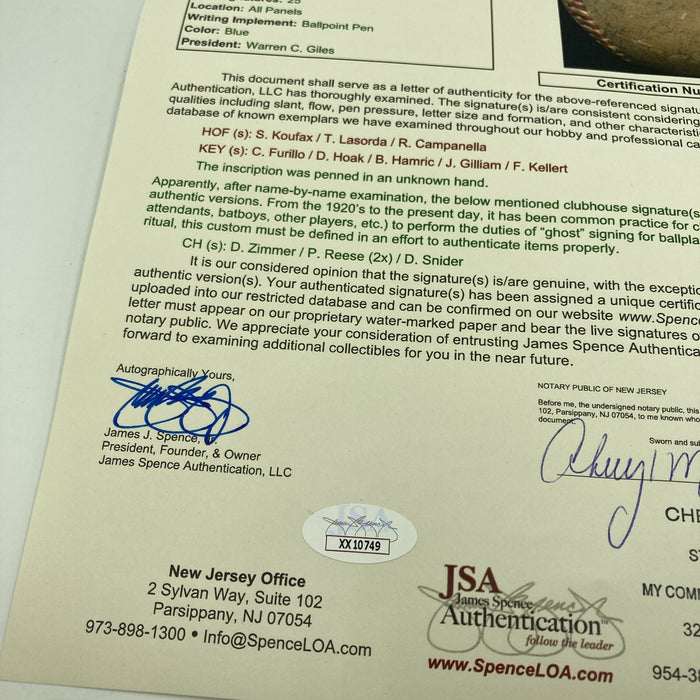 Signatures: 25
Location: All Panels
Writing Implement: Ballpoint Pen
Color: Blue
President: Warren C. Giles
Certification Nu
This document shall serve as a letter of authenticity for the above-referenced signatu
Authentication, LLC has thoroughly examined. The signature(s) is/are consistent considering
qualities including slant, flow, pen pressure, letter size and formation, and other characteristi
database of known exemplars we have examined throughout our hobby and professional ca
HOF (s): S. Koufax / T. Lasorda / R. Campanella
KEY (s): C. Furillo / D. Hoak / B. Hamric / J. Gilliam / F. Kellert
The inscription was penned in an unknown hand.
Apparently, after name-by-name examination, the below mentioned clubhouse signature(s
authentic versions. From the 1920's to the present day, it has been common practice for c
attendants, batboys, other players, etc.) to perform the duties of "ghost" signing for ballpla
ritual, this custom must be defined in an effort to authenticate items properly.
CH (s): D. Zimmer / P. Reese (2x) / D. Snider
It is our considered opinion that the signature(s) is/are genuine, with the excepti
authentic version(s). Your authenticated signature(s) has been assigned a unique certific
uploaded into our restricted database and can be confirmed on our website www.Spenc
letter must appear on our proprietary water-marked paper and bear the live signatures o
notary public. We appreciate your consideration of entrusting James Spence Authentica
forward to examining additional collectibles for you in the near future.
Autographically Yours,
James J. Spence,
President, Founder, & Owner
James Spence Authentication, LLC
NOTARY PUBLIC OF NEW JERSEY
Before me, the undersigned notary public, this
102, Parsippany, NJ 07054, to me known who
document.
Sworn and sub
Cheryl M
CHE
S
MY COM
32
954-3
JSA
XX10749
New Jersey Office
2 Sylvan Way, Suite 102
Parsippany, NJ 07054
973-898-1300 • Info@SpenceLOA.com
JSA
James Spence
Authentication
follow the leader
www.SpenceLOA.com